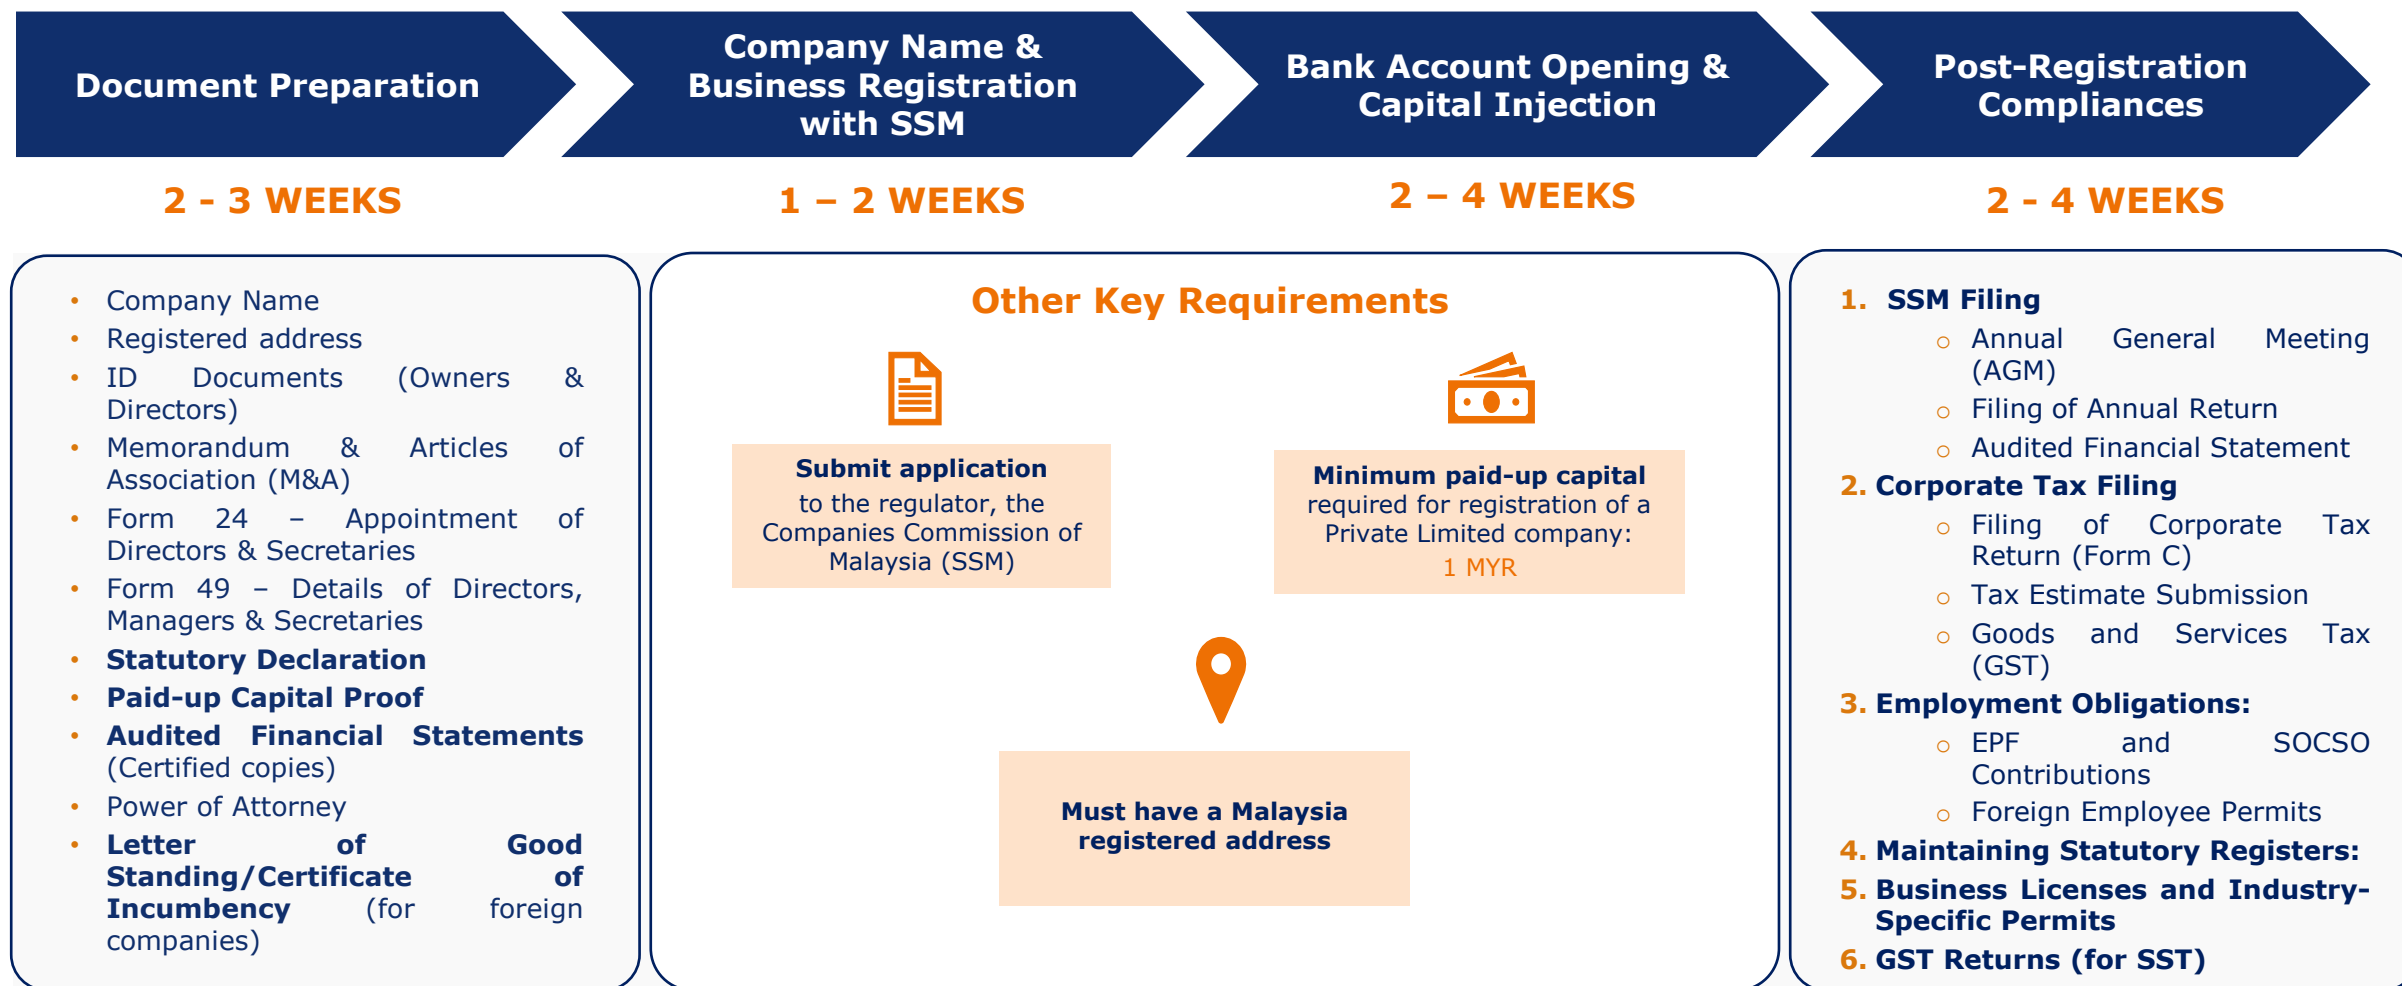 Document Preparation
Company Name &
Business Registration
with SSM
Bank Account Opening &
Capital Injection
Post-Registration
Compliances
2 - 3 WEEKS
1 – 2 WEEKS
2 – 4 WEEKS
2 - 4 WEEKS
• Company Name
• Registered address
• ID Documents (Owners &
Directors)
• Memorandum & Articles of
Association (M&A)
• Form 24 – Appointment of
Directors & Secretaries
• Form 49 – Details of Directors,
Managers & Secretaries
• Statutory Declaration
• Paid-up Capital Proof
• Audited Financial Statements
(Certified copies)
• Power of Attorney
• Letter of Good
Standing/Certificate of
Incumbency (for foreign
companies)
Other Key Requirements
Submit application
to the regulator, the
Companies Commission of
Malaysia (SSM)
Minimum paid-up capital
required for registration of a
Private Limited company:
1 MYR
Must have a Malaysia
registered address
1. SSM Filing
o Annual General Meeting
(AGM)
o Filing of Annual Return
o Audited Financial Statement
2. Corporate Tax Filing
o Filing of Corporate Tax
Return (Form C)
o Tax Estimate Submission
o Goods and Services Tax
(GST)
3. Employment Obligations:
o EPF and SOCSO
Contributions
o Foreign Employee Permits
4. Maintaining Statutory Registers:
5. Business Licenses and Industry-
Specific Permits
6. GST Returns (for SST)